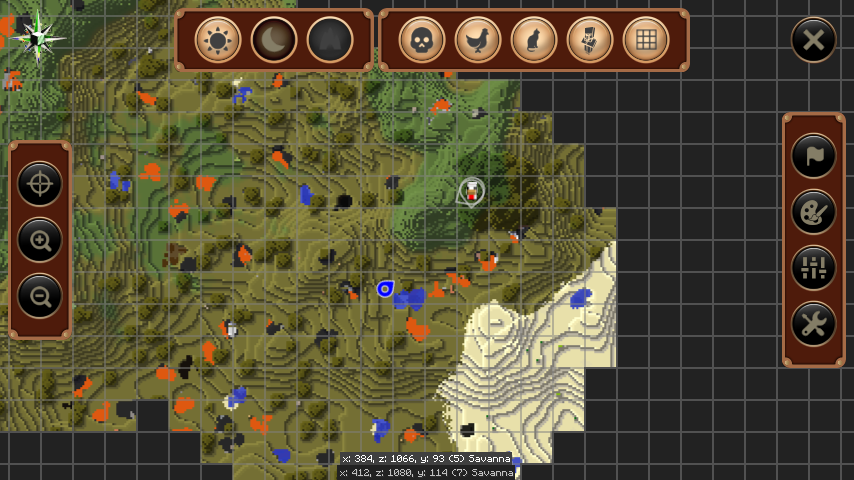 x: 384, z: 1066, y: 93 (5) Savanna
x: 412, z: 1080, y: 114 (7) Savanna